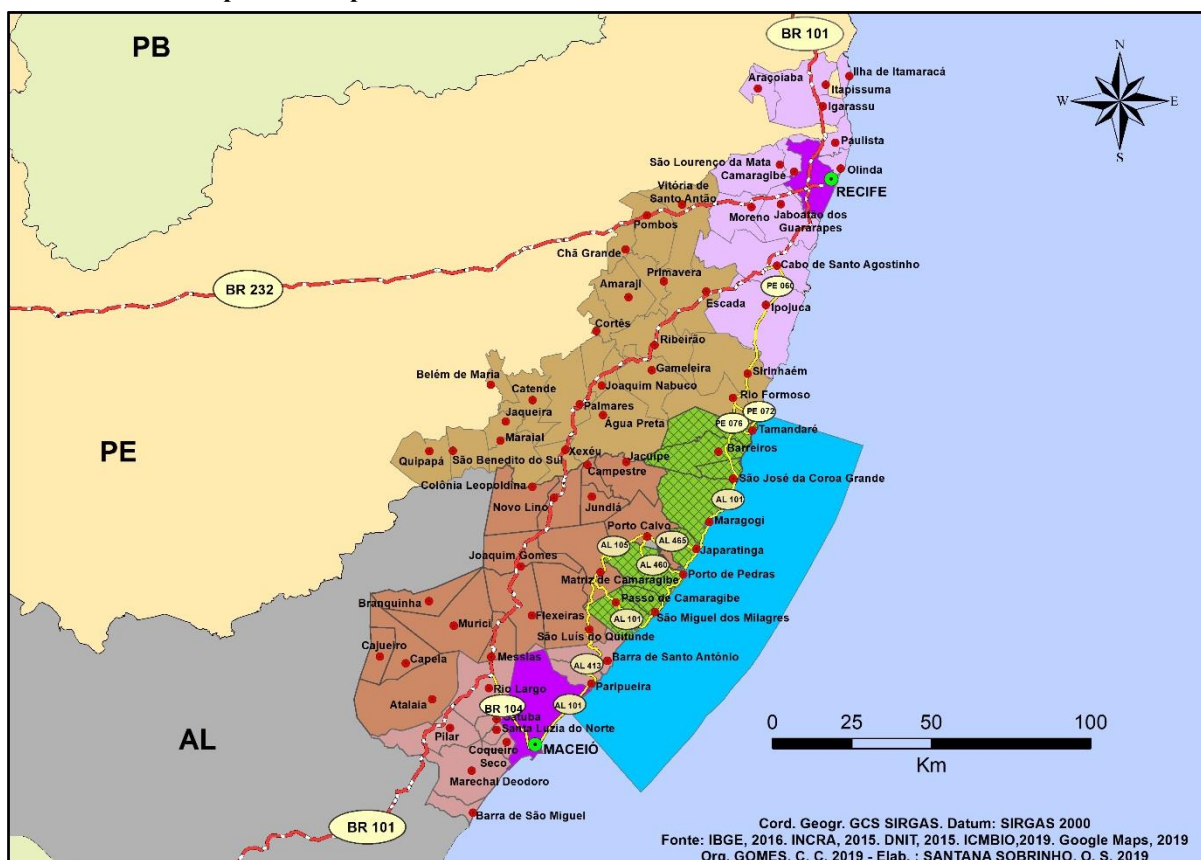 PB
BR 101
N
W
E
S
Araçoiaba
Ilha de Itamaracá
Itapissuma
Igarassu
Paulista
São Lourenço da Mata
Camaragibe
Olinda
RECIFE
Vitória de
Santo Antão
Moreno
Jaboatão dos
Guararapes
Pombos
Chã Grande
Cabo de Santo Agostinho
BR 232
Primavera
Amaraji
PE 060
Escada
Ipojuca
Cortês
Ribeirão
Gameleira
Sirinhaém
Belém de Maria
Catende
Joaquim Nabuco
Rio Formoso
Jaqueira
Palmares
PE 072
Água Preta
PE 076
Tamandaré
PE
Maraial
Xexéu
Barreiros
Quipapá
São Benedito do Sul
Jacuípe
Campestre
São José da Coroa Grande
Colônia Leopoldina
Novo Lino
Jundiá
AL 101
Maragogi
Porto Calvo
AL 105
AL 465
Japaratinga
Joaquim Gomes
AL 460
Porto de Pedras
Matriz de Camaragibe
Branquinha
Passo de Camaragibe
Flexeiras
AL 101
São Miguel dos Milagres
Murici
São Luís do Quitunde
Cajueiro
Capela
Messias
AL 413
Barra de Santo Antônio
Rio Largo
Paripueira
Atalaia
BR 104
AL 101
AL
Satuba
Santa Luzia do Norte
Pilar
Coqueiro
Seco
MACEIÓ
Marechal Deodoro
BR 101
Barra de São Miguel
0 25 50 100
Km
Cord. Geogr. GCS SIRGAS. Datum: SIRGAS 2000
Fonte: IBGE, 2016. INCRA, 2015. DNIT, 2015. ICMBIO,2019. Google Maps, 2019
Org. GOMES, C. C. 2019 - Elab. : SANTANA SOBRINHO, O. S. 2019